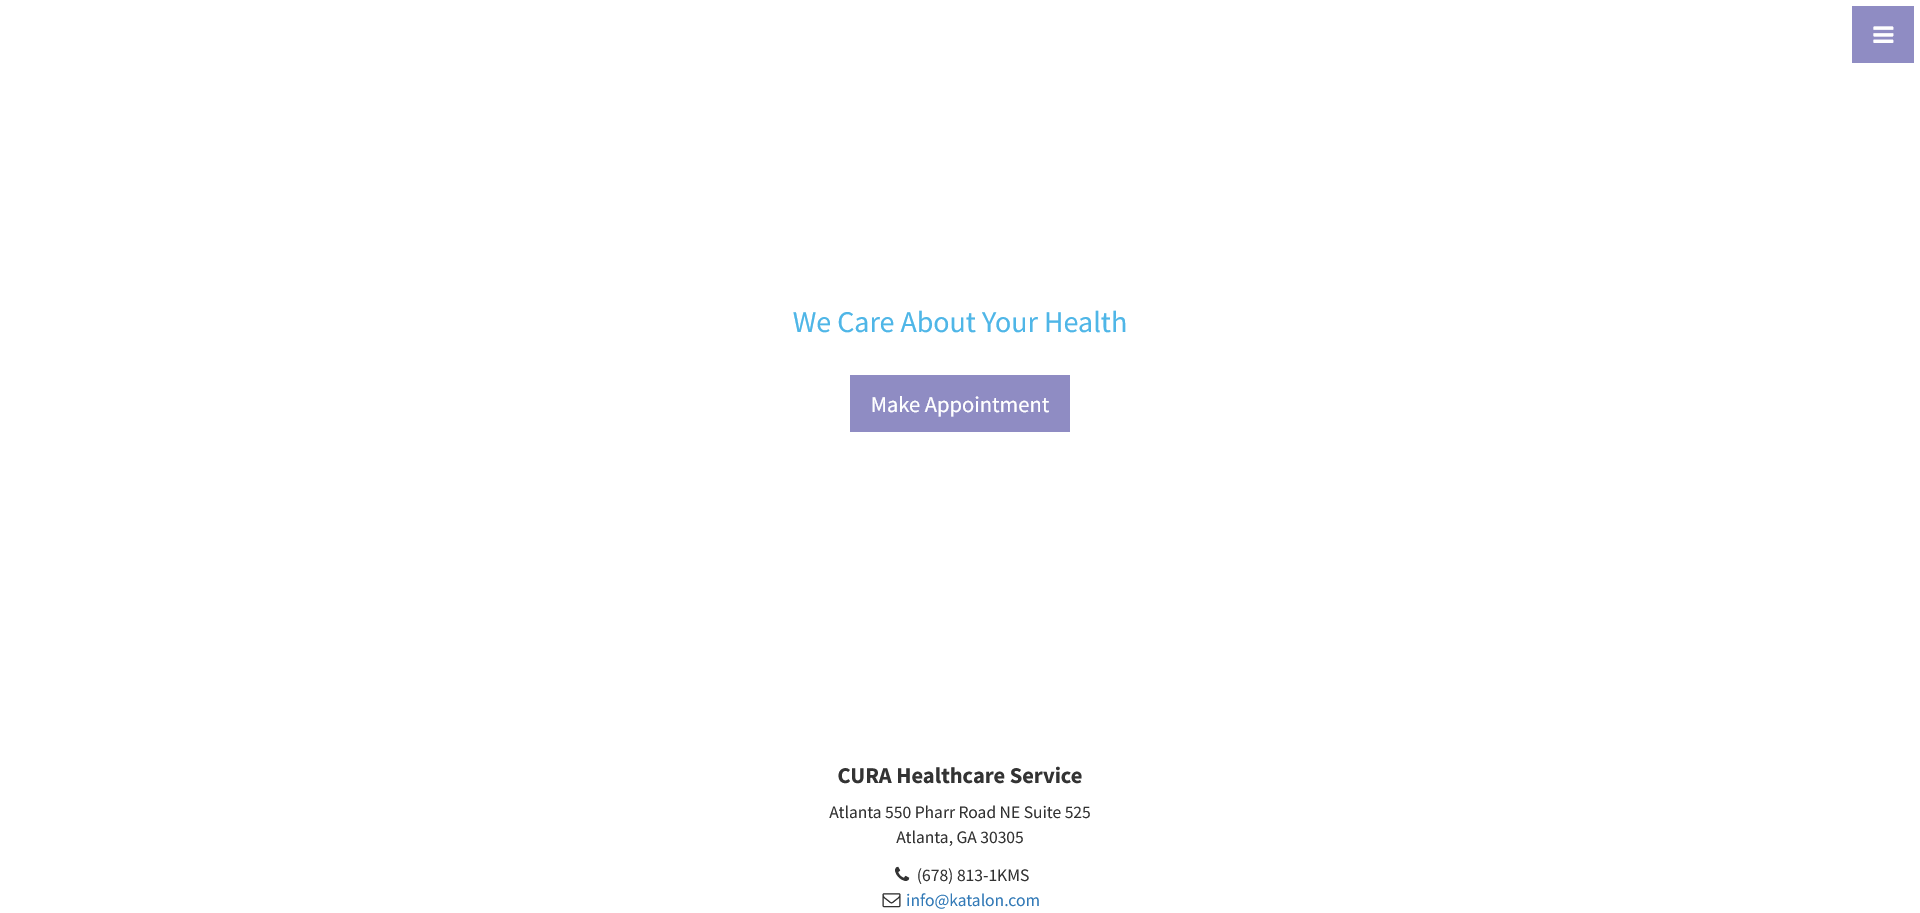 We Care About Your Health
Make Appointment
CURA Healthcare Service
Atlanta 550 Pharr Road NE Suite 525
Atlanta, GA 30305
(678) 813-1KMS
info@katalon.com